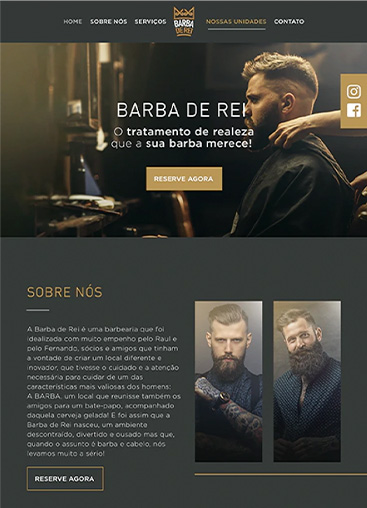 HOME SOBRE NÓS SERVIÇOS BARBA DE REI NOSSAS UNIDADES CONTATO
BARBA DE REI
O tratamento de realeza
que a sua barba merece!
RESERVE AGORA
SOBRE NÓS
A Barba de Rei é uma barbearia que foi
idealizada com muito empenho pelo Raul e
pelo Fernando, sócios e amigos que tinham
a vontade de criar um local diferente e
inovador, que tivesse o cuidado e a atenção
necessária para cuidar de um das
características mais valiosas dos homens:
A BARBA, um local que reunisse também os
amigos para um bate-papo, acompanhado
daquela cerveja gelada! E foi assim que a
Barba de Rei nasceu, um ambiente
descontraído, divertido e ousado mas que,
quando o assunto é barba e cabelo, nós
levamos muito a sério!
RESERVE AGORA